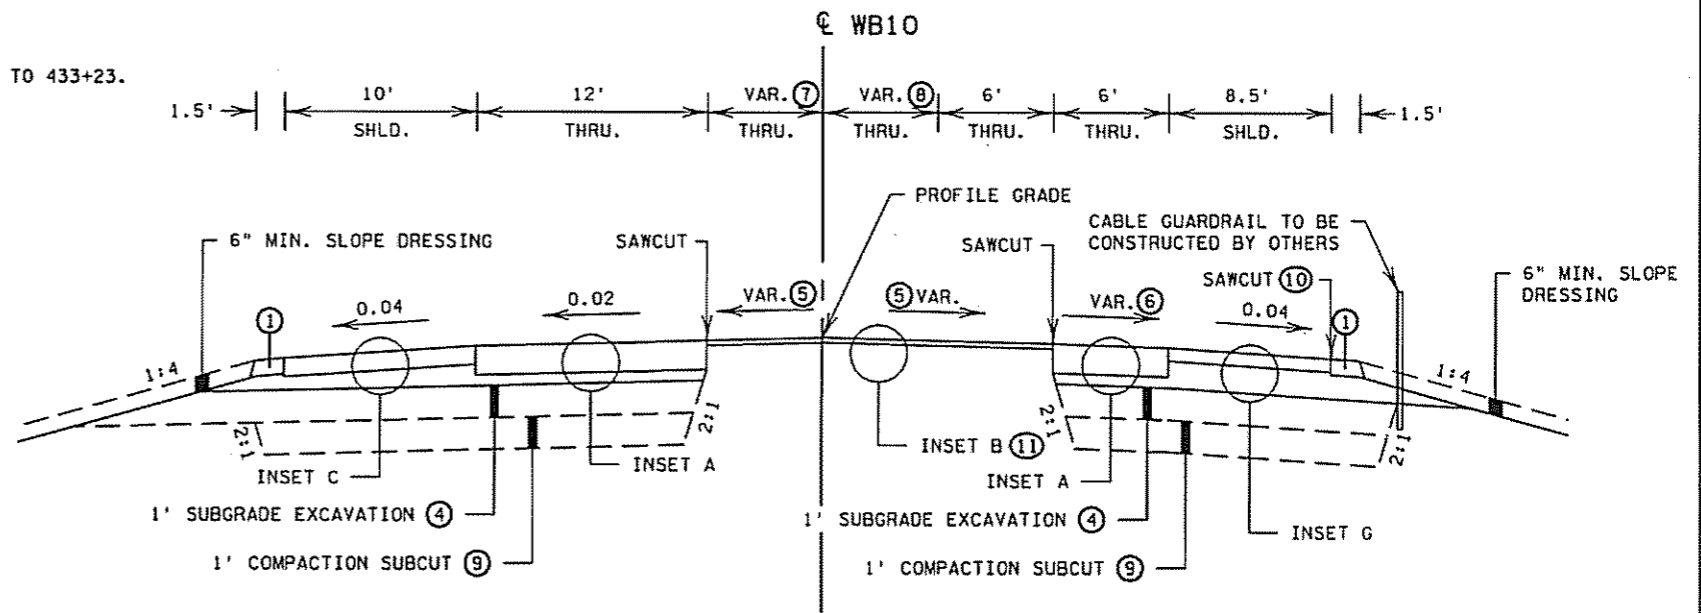 ℄ WB10
TO 433+23.
1.5' 10' 12' VAR. ⑦ VAR. ⑧ 6' 6' 8.5' 1.5'
SHLD. THRU. THRU. THRU. THRU. THRU. SHLD.
PROFILE GRADE
CABLE GUARDRAIL TO BE
CONSTRUCTED BY OTHERS
6" MIN. SLOPE DRESSING
SAWCUT
SAWCUT
SAWCUT ⑩
6" MIN. SLOPE
DRESSING
0.04
0.02
VAR. ⑤
⑤ VAR.
VAR. ⑥
0.04
①
①
1:4
1:4
2:1
2:1
2:1
2:1
INSET C
INSET A
INSET B ⑪
INSET A
INSET G
1' SUBGRADE EXCAVATION ④
1' SUBGRADE EXCAVATION ④
1' COMPACTION SUBCUT ⑨
1' COMPACTION SUBCUT ⑨